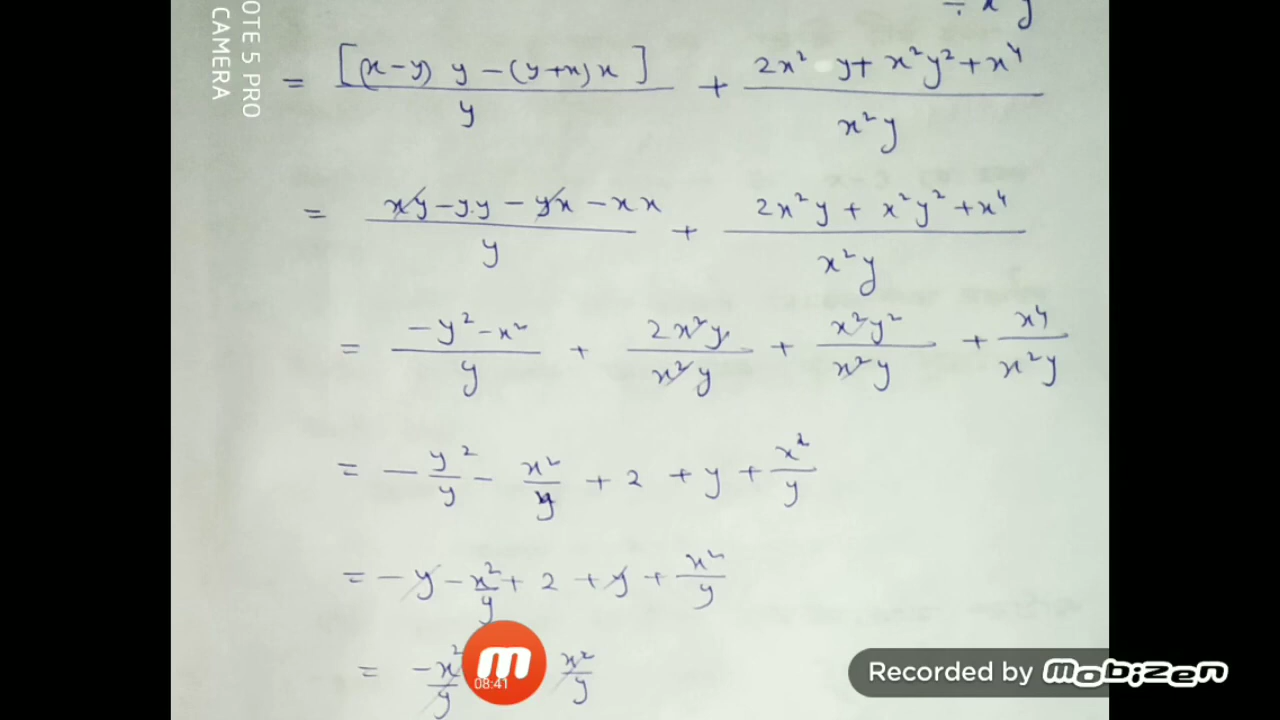 ÷ x y
= [(x-y) y - (y+x) x] / y + 2x² y + x²y² + x⁴ / x²y
= xy - y.y - yx - xx / y + 2x²y + x²y² + x⁴ / x²y
= -y² - x² / y + 2x²y / x²y + x²y² / x²y + x⁴ / x²y
= - y²/y - x²/y + 2 + y + x²/y
= - y - x²/y + 2 + y + x²/y
= -x²/y x²/y
OTE 5 PRO
CAMERA
08:41
Recorded by mobizen